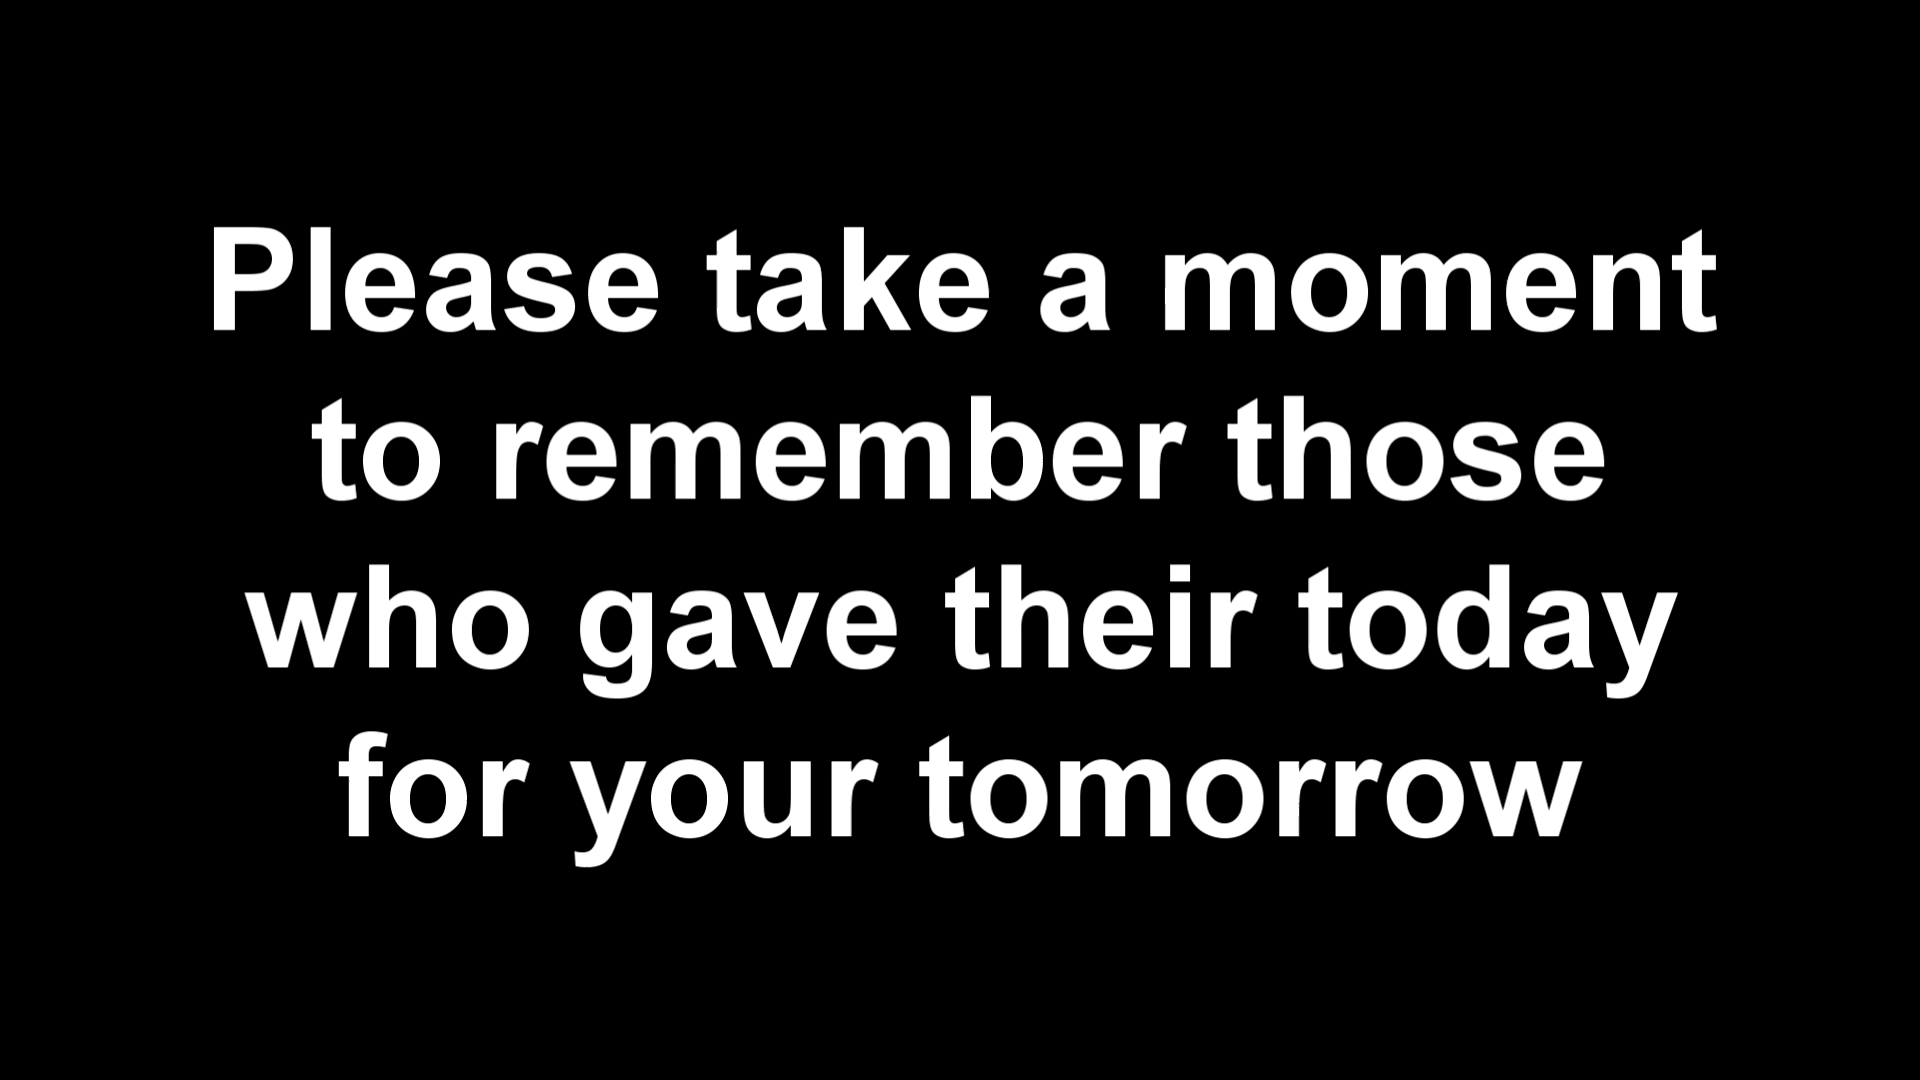 Please take a moment
to remember those
who gave their today
for your tomorrow